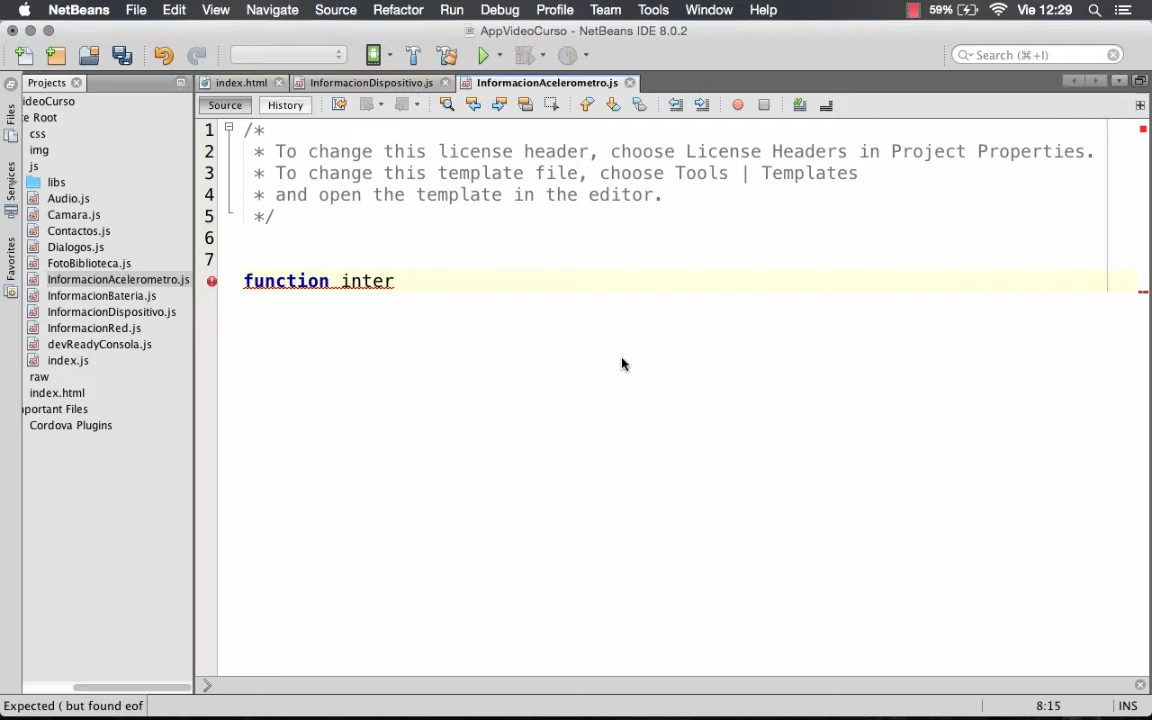 NetBeans File Edit View Navigate Source Refactor Run Debug Profile Team Tools Window Help 59% Vie 12:29
AppVideoCurso - NetBeans IDE 8.0.2
Search (⌘+I)
Projects
index.html InformacionDispositivo.js InformacionAcelerometro.js
Source History
Files
Services
Favorites
ideoCurso
e Root
css
img
js
libs
Audio.js
Camara.js
Contactos.js
Dialogos.js
FotoBiblioteca.js
InformacionAcelerometro.js
InformacionBateria.js
InformacionDispositivo.js
InformacionRed.js
devReadyConsola.js
index.js
raw
index.html
portant Files
Cordova Plugins
1 /*
2 * To change this license header, choose License Headers in Project Properties.
3 * To change this template file, choose Tools | Templates
4 * and open the template in the editor.
5 */
6
7
function inter
Expected ( but found eof
8:15 INS